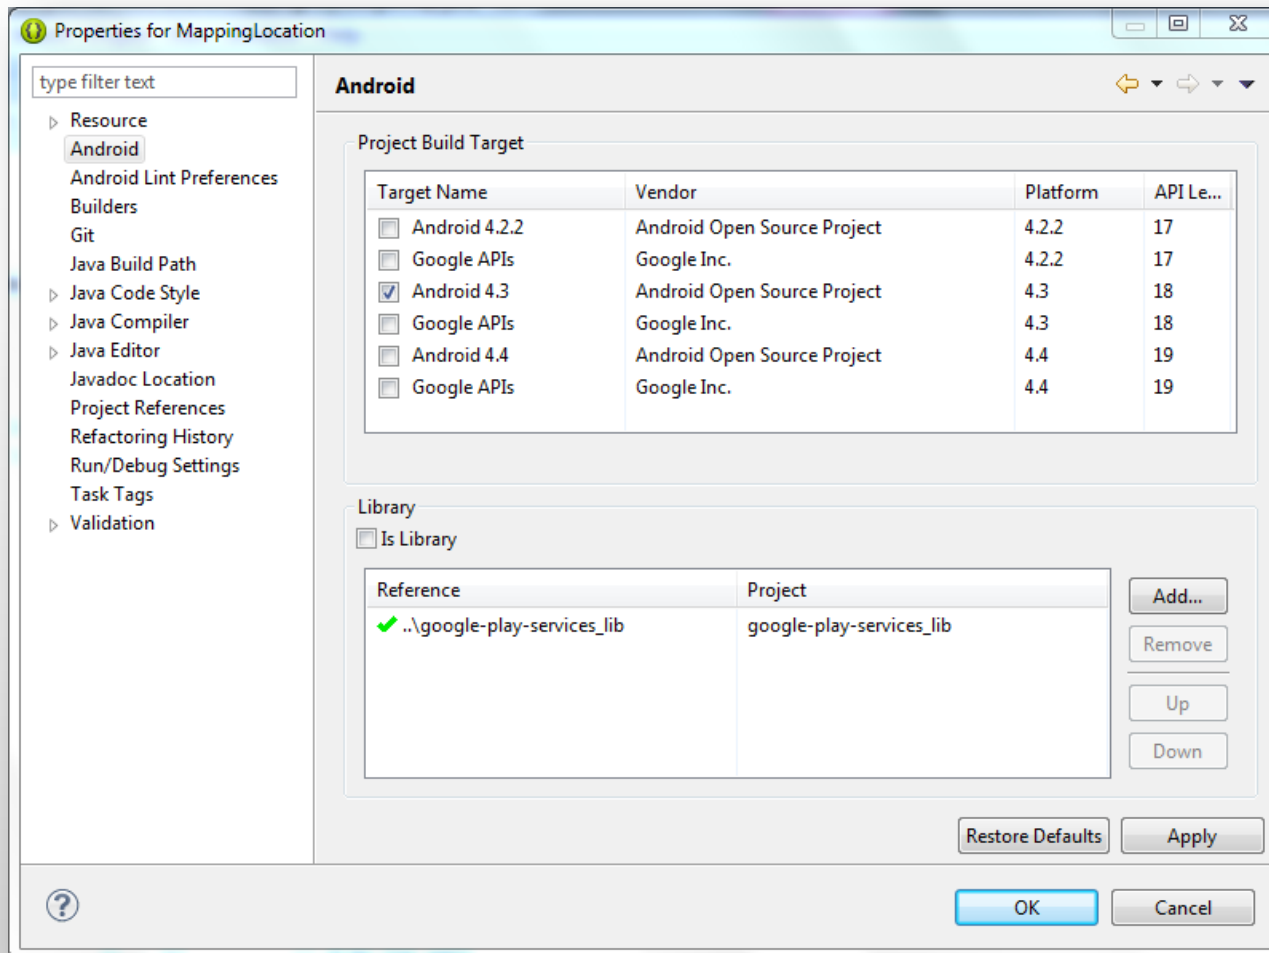 Properties for MappingLocation
type filter text
Resource
Android
Android Lint Preferences
Builders
Git
Java Build Path
Java Code Style
Java Compiler
Java Editor
Javadoc Location
Project References
Refactoring History
Run/Debug Settings
Task Tags
Validation
Android
Project Build Target
Target Name Vendor Platform API Le...
Android 4.2.2 Android Open Source Project 4.2.2 17
Google APIs Google Inc. 4.2.2 17
Android 4.3 Android Open Source Project 4.3 18
Google APIs Google Inc. 4.3 18
Android 4.4 Android Open Source Project 4.4 19
Google APIs Google Inc. 4.4 19
Library
Is Library
Reference Project
..\google-play-services_lib google-play-services_lib
Add...
Remove
Up
Down
Restore Defaults Apply
? OK Cancel